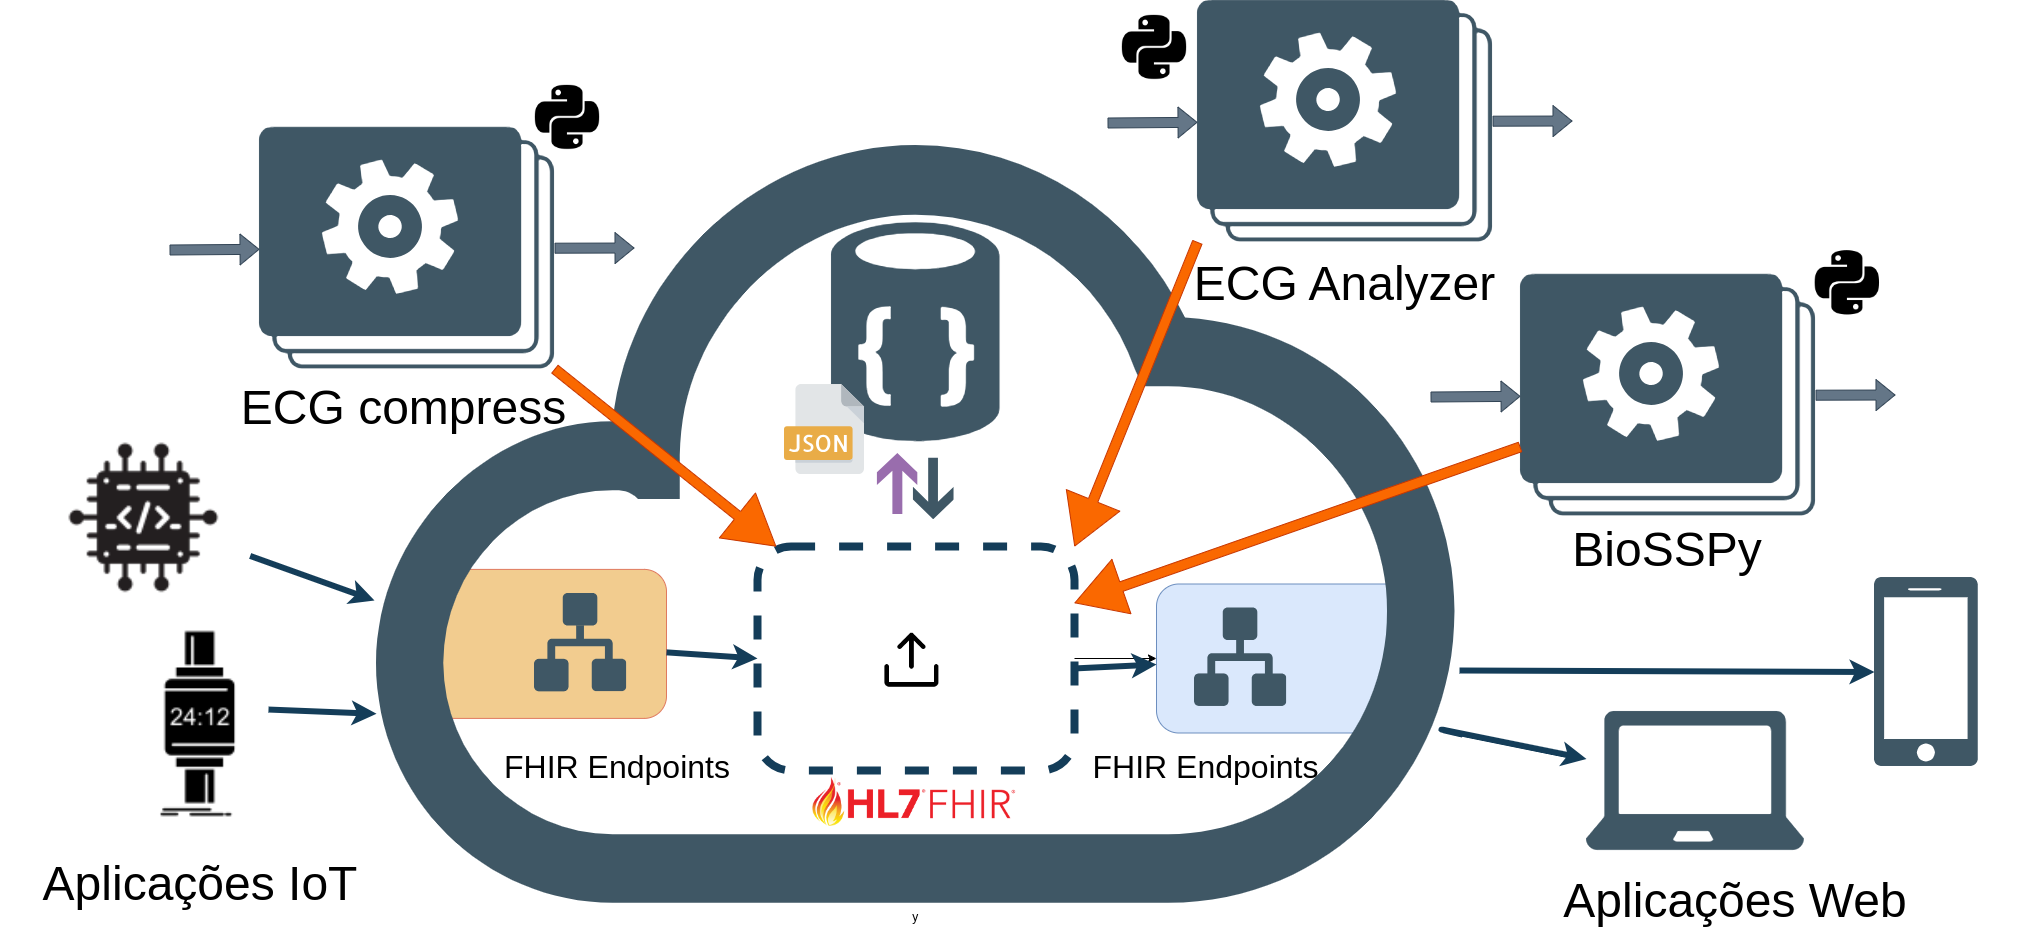 ECG Analyzer
ECG compress
JSON
</>
BioSSPy
24:12
FHIR Endpoints
FHIR Endpoints
HL7® FHIR®
Aplicações IoT
Aplicações Web
y